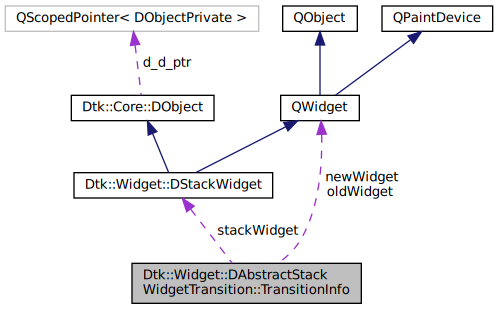 QScopedPointer< DObjectPrivate >
QObject
QPaintDevice
d_d_ptr
Dtk::Core::DObject
QWidget
Dtk::Widget::DStackWidget
newWidget
oldWidget
stackWidget
Dtk::Widget::DAbstractStack
WidgetTransition::TransitionInfo